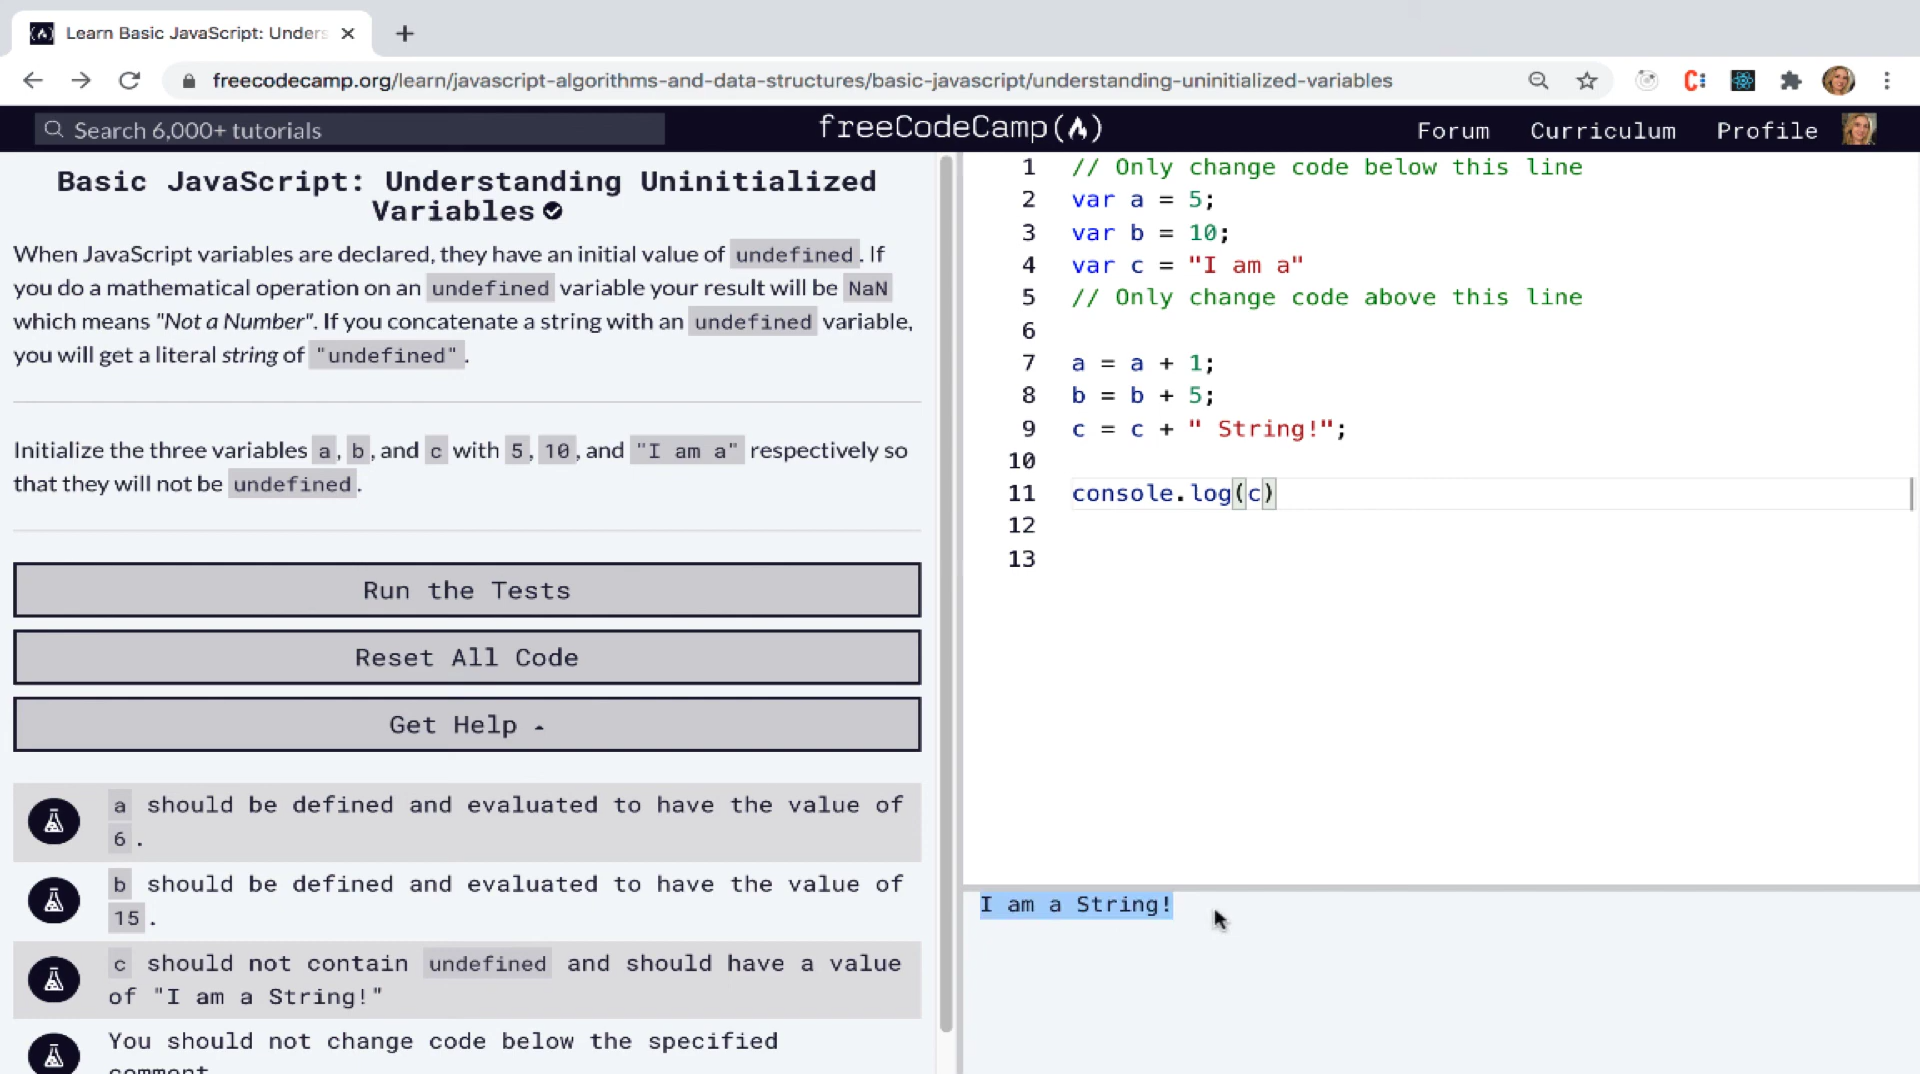 Learn Basic JavaScript: Unders
freecodecamp.org/learn/javascript-algorithms-and-data-structures/basic-javascript/understanding-uninitialized-variables
Search 6,000+ tutorials
freeCodeCamp
Forum Curriculum Profile
Basic JavaScript: Understanding Uninitialized
Variables
When JavaScript variables are declared, they have an initial value of undefined. If
you do a mathematical operation on an undefined variable your result will be NaN
which means "Not a Number". If you concatenate a string with an undefined variable,
you will get a literal string of "undefined".
Initialize the three variables a, b, and c with 5, 10, and "I am a" respectively so
that they will not be undefined.
Run the Tests
Reset All Code
Get Help
a should be defined and evaluated to have the value of
6.
b should be defined and evaluated to have the value of
15.
c should not contain undefined and should have a value
of "I am a String!"
You should not change code below the specified
comment
1 // Only change code below this line
2 var a = 5;
3 var b = 10;
4 var c = "I am a"
5 // Only change code above this line
6
7 a = a + 1;
8 b = b + 5;
9 c = c + " String!";
10
11 console.log(c)
12
13
I am a String!